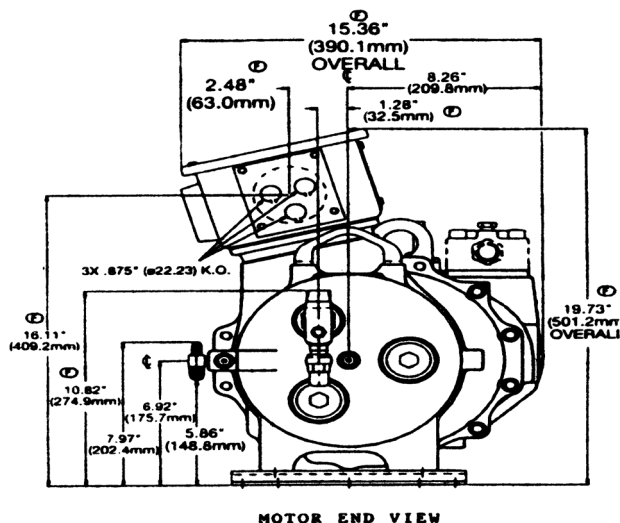 Ⓕ
15.36"
(390.1mm)
OVERALL
℄
Ⓕ
2.48"
(63.0mm)
8.26"
(209.8mm)
1.28" Ⓕ
(32.5mm)
3X .875" (ø22.23) K.O.
Ⓕ
16.11"
(409.2mm)
Ⓕ
19.73"
(501.2mm
OVERALL
℄
Ⓕ
10.82"
(274.9mm)
6.92"
(175.7mm)
7.97"
(202.4mm)
5.86"
(148.8mm)
MOTOR END VIEW